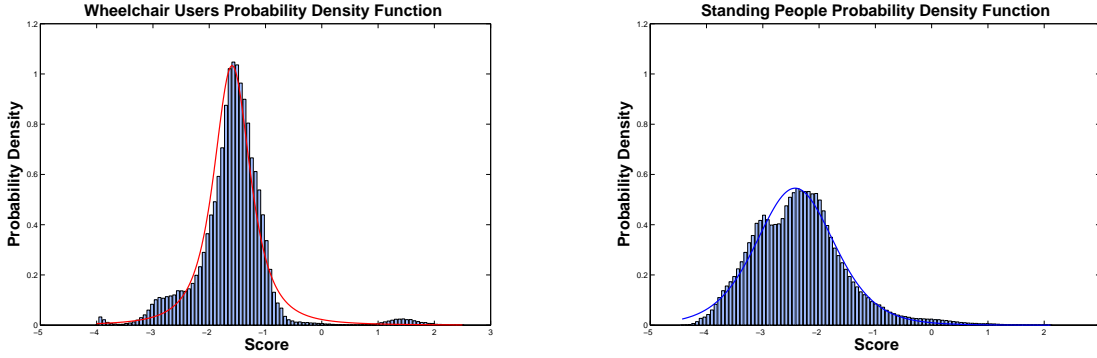 Wheelchair Users Probability Density Function
1.2
1
0.8
0.6
0.4
0.2
0
Probability Density
−5 −4 −3 −2 −1 0 1 2 3
Score
Standing People Probability Density Function
1.2
1
0.8
0.6
0.4
0.2
0
Probability Density
−5 −4 −3 −2 −1 0 1 2
Score